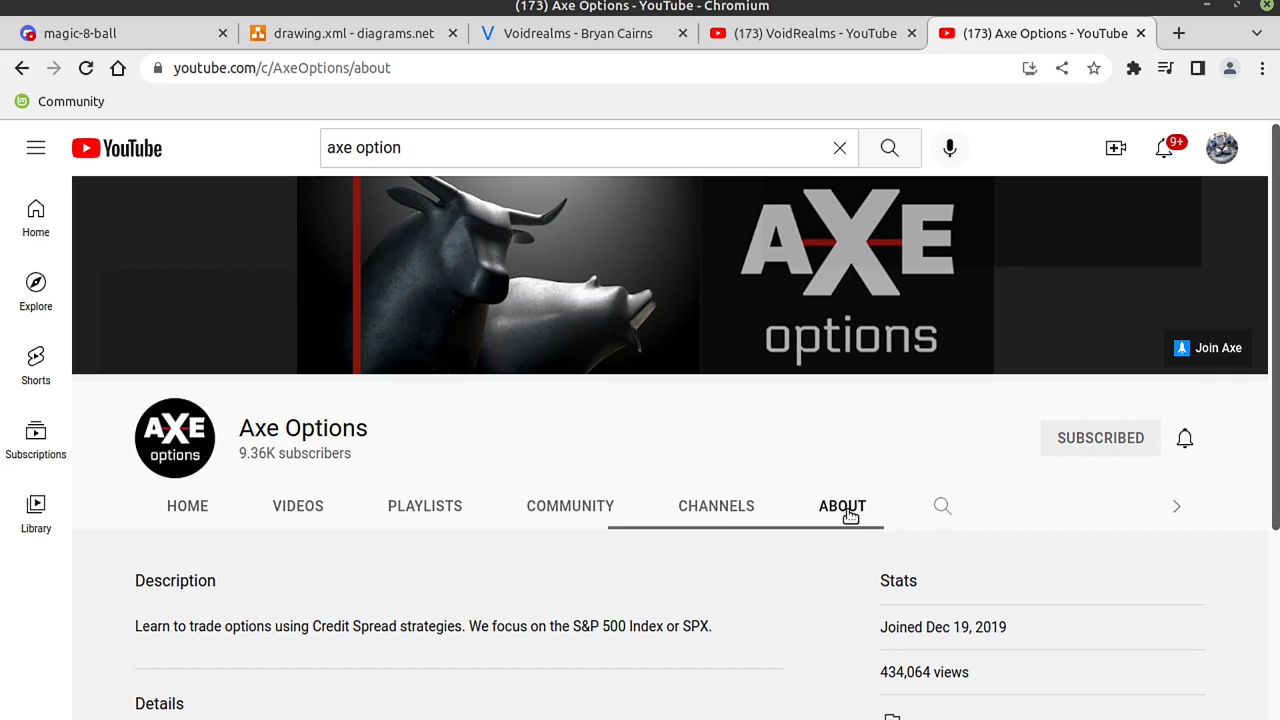 (173) Axe Options - YouTube - Chromium
magic-8-ball
drawing.xml - diagrams.net
Voidrealms - Bryan Cairns
(173) VoidRealms - YouTube
(173) Axe Options - YouTube
youtube.com/c/AxeOptions/about
Community
YouTube
axe option
9+
Home
Explore
Shorts
Subscriptions
Library
AXE
options
Join Axe
AXE
options
Axe Options
9.36K subscribers
SUBSCRIBED
HOME
VIDEOS
PLAYLISTS
COMMUNITY
CHANNELS
ABOUT
Description
Learn to trade options using Credit Spread strategies. We focus on the S&P 500 Index or SPX.
Details
Stats
Joined Dec 19, 2019
434,064 views